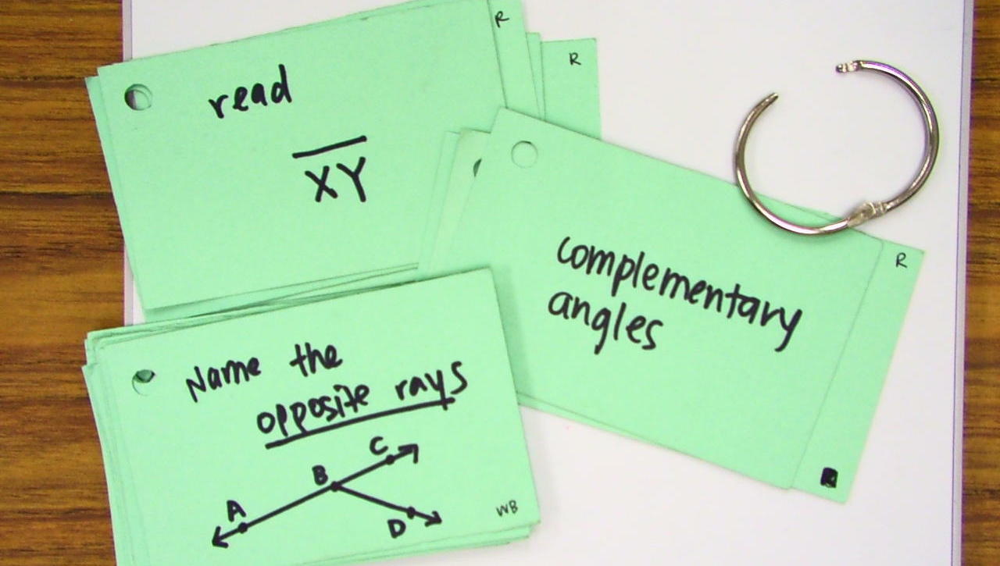 read
XY
R
R
complementary
angles
R
R
Name the
opposite rays
A
B
C
D
WB